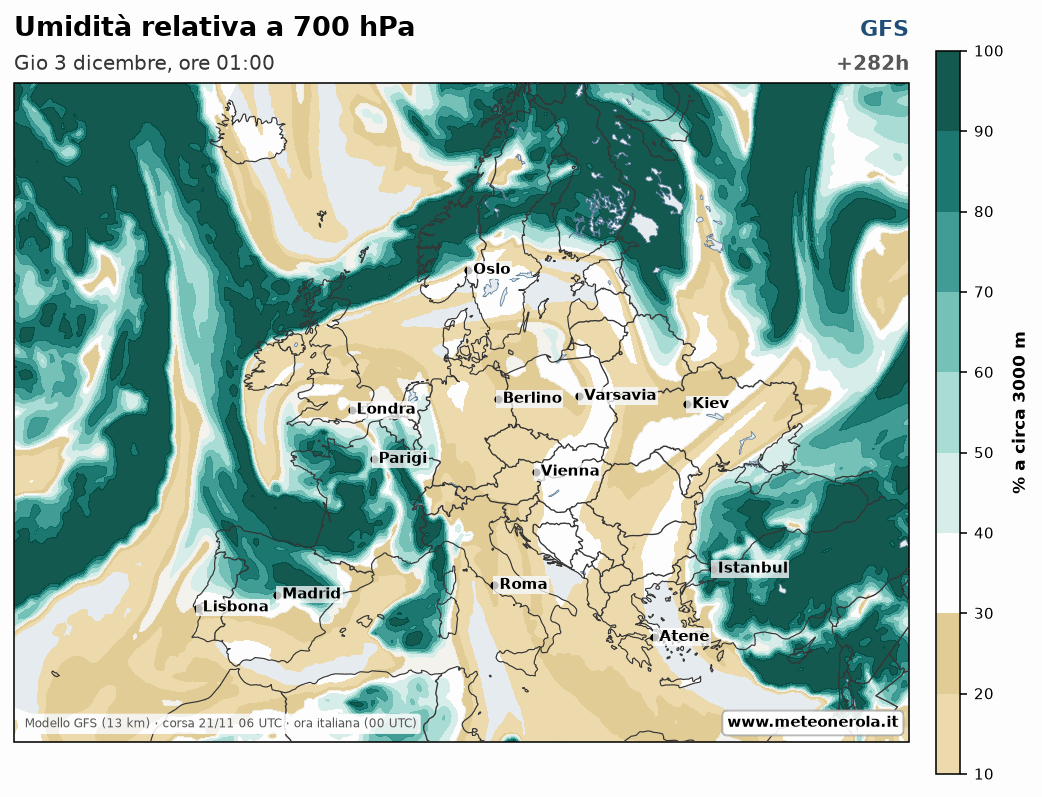 Umidità relativa a 700 hPa
GFS
Gio 3 dicembre, ore 01:00
+282h
100
90
80
70
60
50
40
30
20
10
% a circa 3000 m
Oslo
Londra
Berlino
Varsavia
Kiev
Parigi
Vienna
Istanbul
Roma
Madrid
Lisbona
Atene
Modello GFS (13 km) · corsa 21/11 06 UTC · ora italiana (00 UTC)
www.meteonerola.it